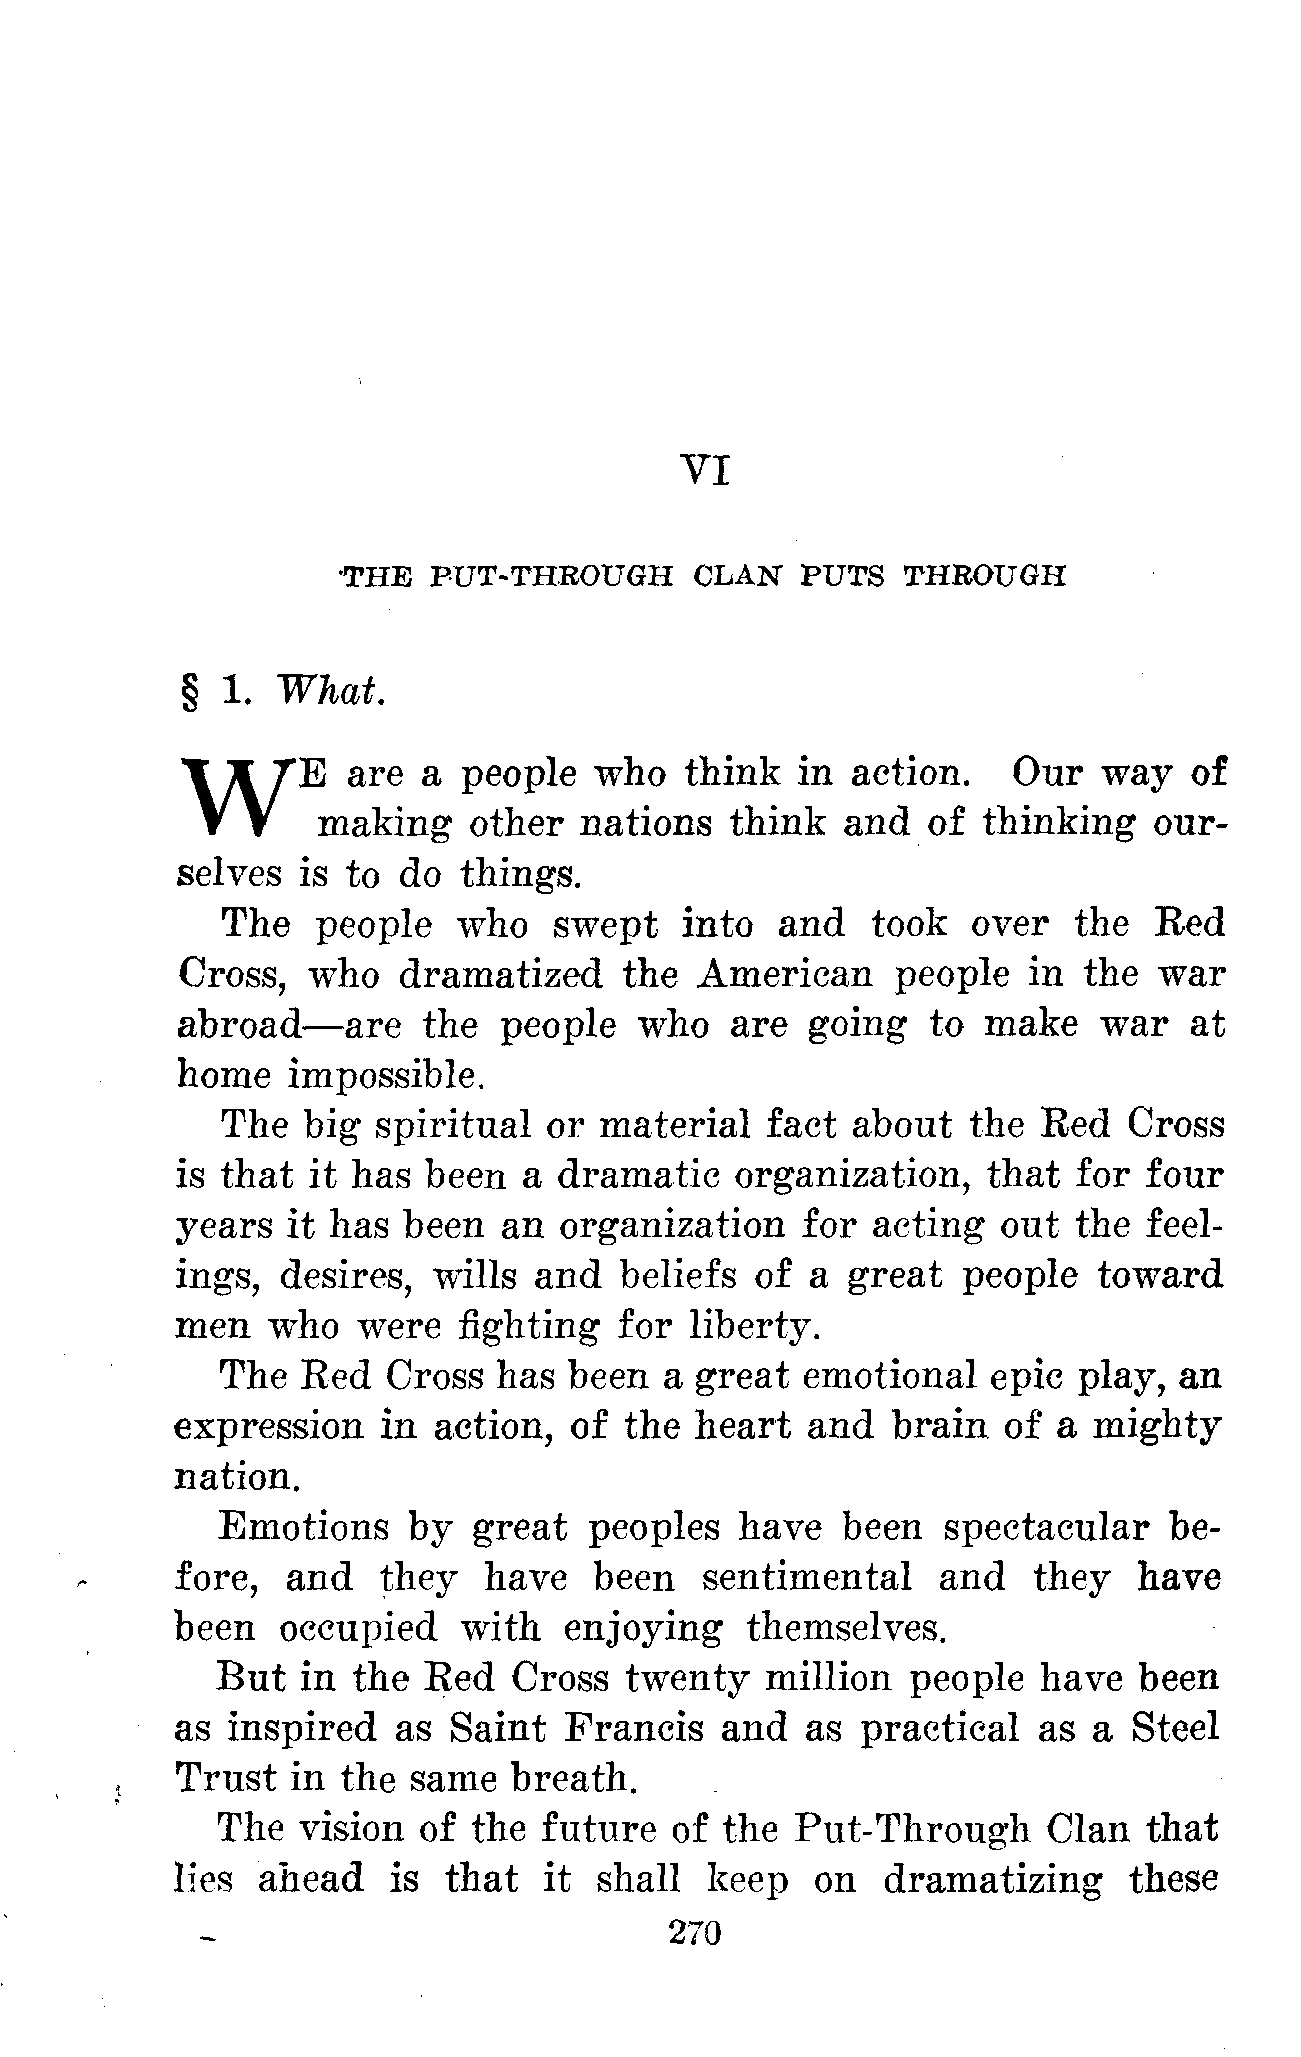 VI
THE PUT-THROUGH CLAN PUTS THROUGH
§ 1. What.
WE are a people who think in action. Our way of
making other nations think and of thinking our-
selves is to do things.
The people who swept into and took over the Red
Cross, who dramatized the American people in the war
abroad—are the people who are going to make war at
home impossible.
The big spiritual or material fact about the Red Cross
is that it has been a dramatic organization, that for four
years it has been an organization for acting out the feel-
ings, desires, wills and beliefs of a great people toward
men who were fighting for liberty.
The Red Cross has been a great emotional epic play, an
expression in action, of the heart and brain of a mighty
nation.
Emotions by great peoples have been spectacular be-
fore, and they have been sentimental and they have
been occupied with enjoying themselves.
But in the Red Cross twenty million people have been
as inspired as Saint Francis and as practical as a Steel
Trust in the same breath.
The vision of the future of the Put-Through Clan that
lies ahead is that it shall keep on dramatizing these
270